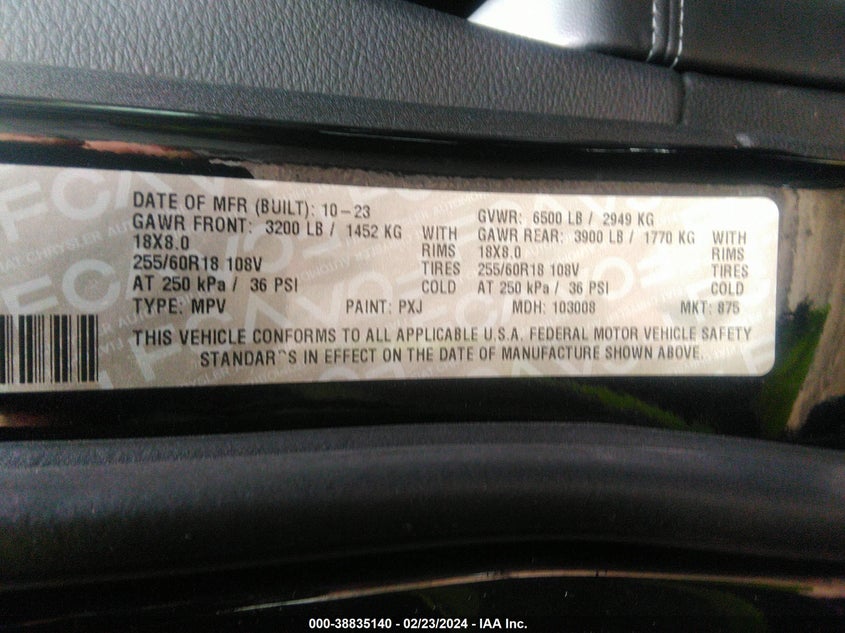 DATE OF MFR (BUILT): 10-23
GVWR: 6500 LB / 2949 KG
GAWR FRONT: 3200 LB / 1452 KG WITH
GAWR REAR: 3900 LB / 1770 KG WITH
18X8.0 RIMS
18X8.0 RIMS
255/60R18 108V TIRES
255/60R18 108V TIRES
AT 250 kPa / 36 PSI COLD
AT 250 kPa / 36 PSI COLD
TYPE: MPV PAINT: PXJ MDH: 103008 MKT: 875
THIS VEHICLE CONFORMS TO ALL APPLICABLE U.S.A. FEDERAL MOTOR VEHICLE SAFETY
STANDAR^^S IN EFFECT ON THE DATE OF MANUFACTURE SHOWN ABOVE.
000-38835140 - 02/23/2024 - IAA Inc.